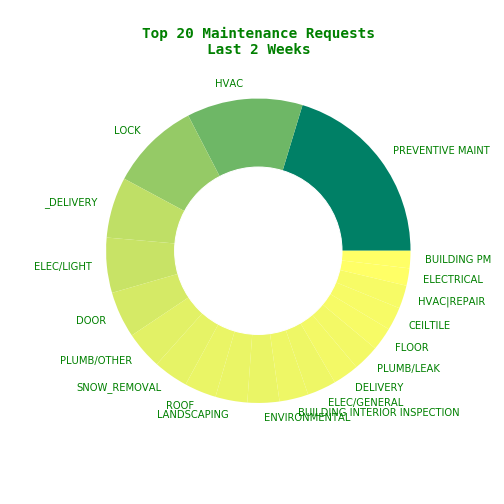 Top 20 Maintenance Requests
Last 2 Weeks
HVAC
LOCK
PREVENTIVE MAINT
_DELIVERY
BUILDING PM
ELEC/LIGHT
ELECTRICAL
HVAC|REPAIR
DOOR
CEILTILE
FLOOR
PLUMB/OTHER
PLUMB/LEAK
SNOW_REMOVAL
DELIVERY
ELEC/GENERAL
ROOF
BUILDING INTERIOR INSPECTION
LANDSCAPING
ENVIRONMENTAL